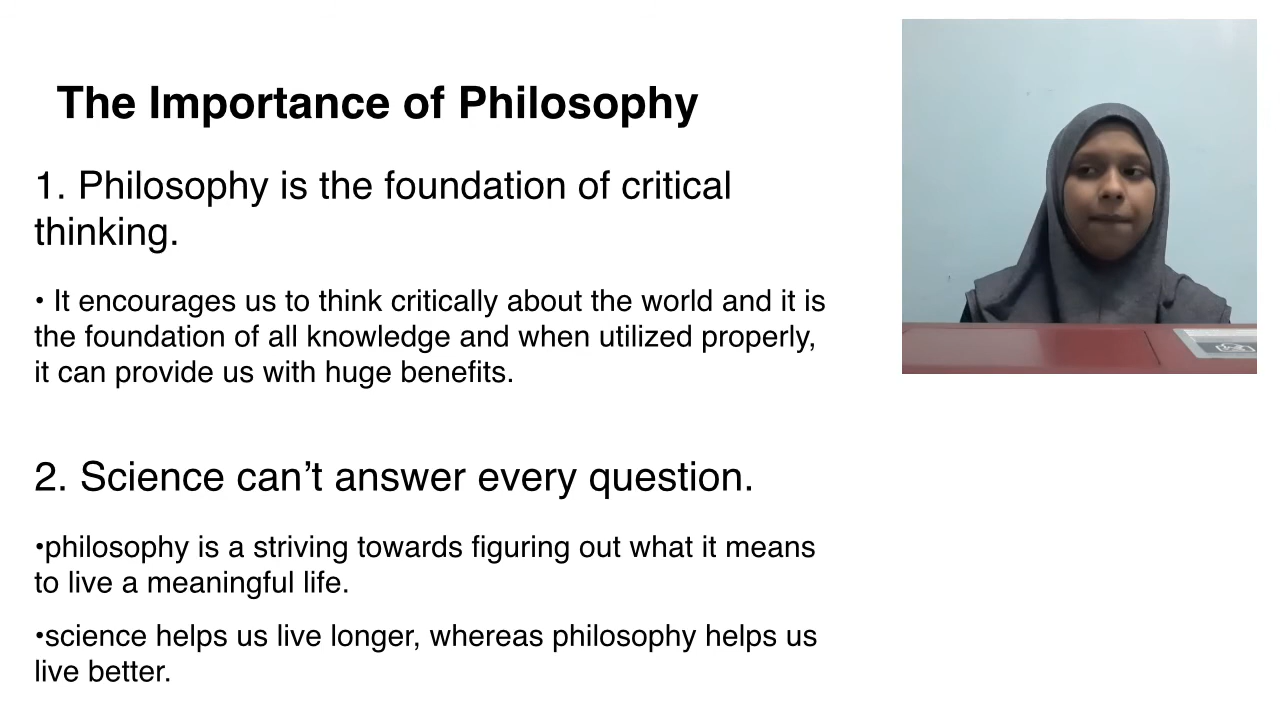 The Importance of Philosophy
1. Philosophy is the foundation of critical
thinking.
• It encourages us to think critically about the world and it is
the foundation of all knowledge and when utilized properly,
it can provide us with huge benefits.
2. Science can’t answer every question.
•philosophy is a striving towards figuring out what it means
to live a meaningful life.
•science helps us live longer, whereas philosophy helps us
live better.